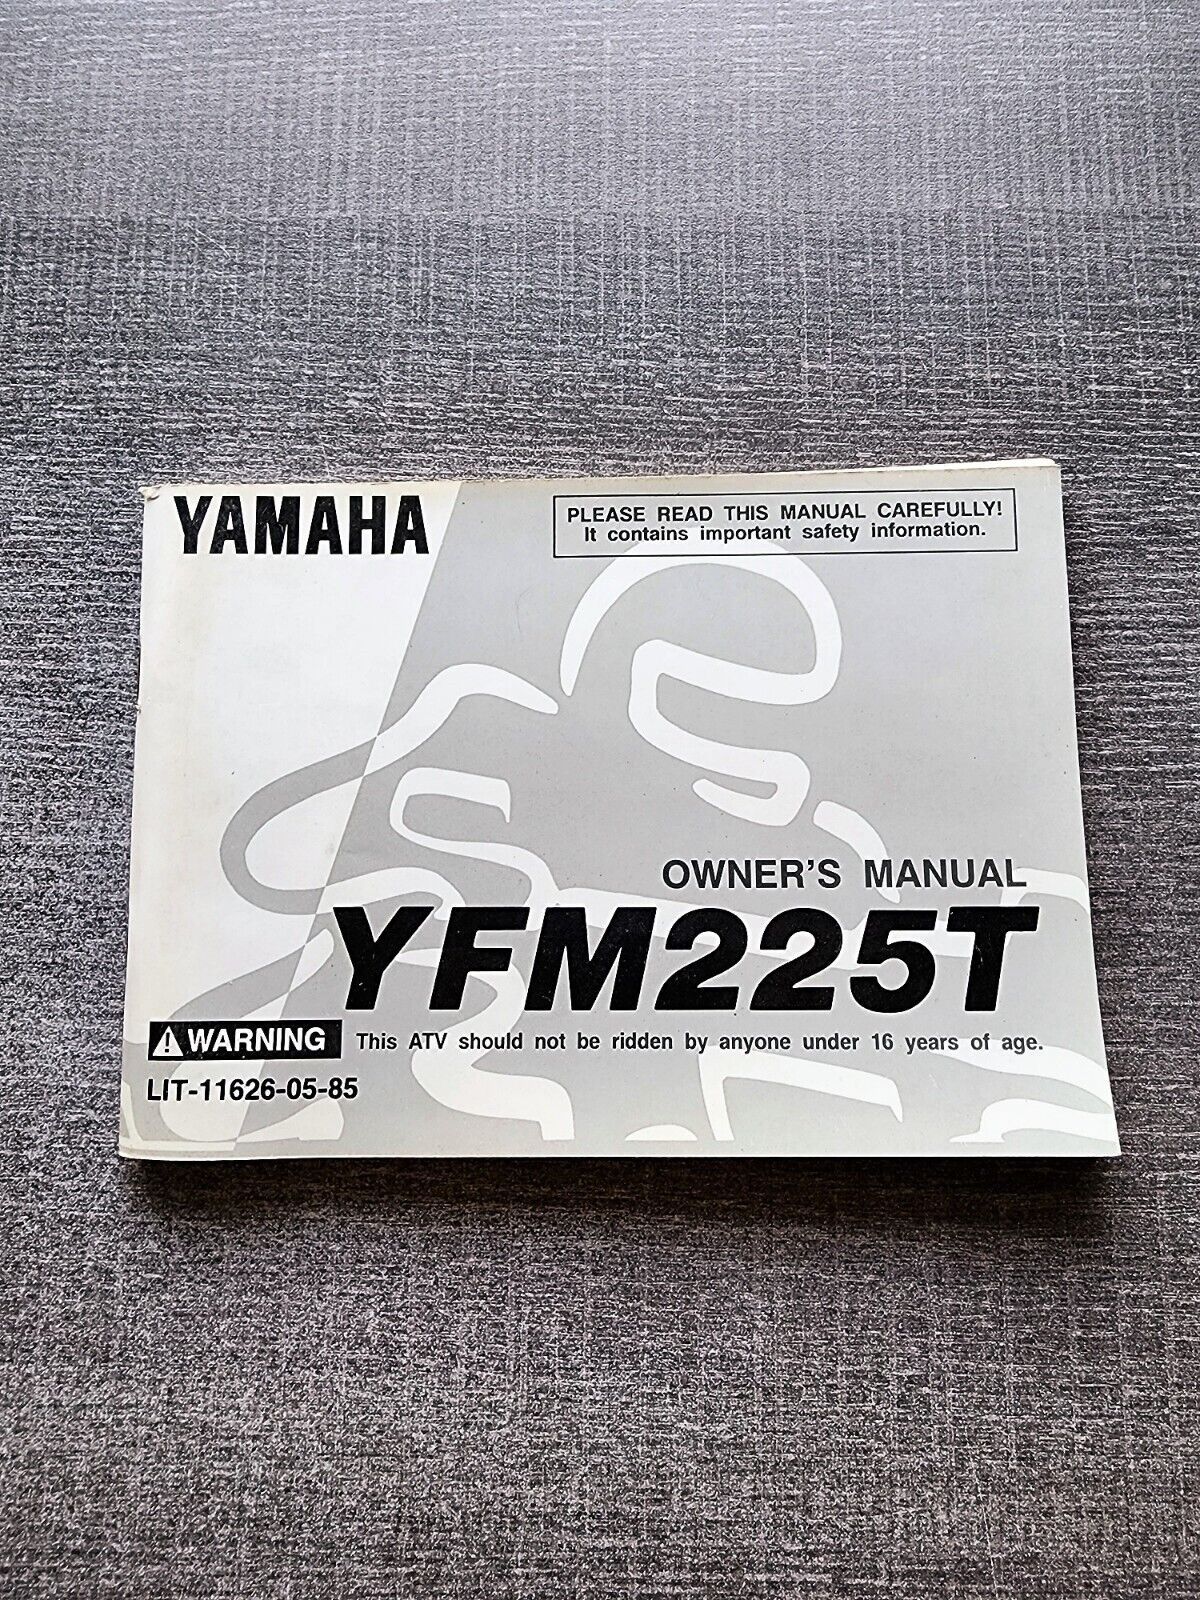 YAMAHA
PLEASE READ THIS MANUAL CAREFULLY!
It contains important safety information.
OWNER'S MANUAL
YFM225T
⚠ WARNING This ATV should not be ridden by anyone under 16 years of age.
LIT-11626-05-85